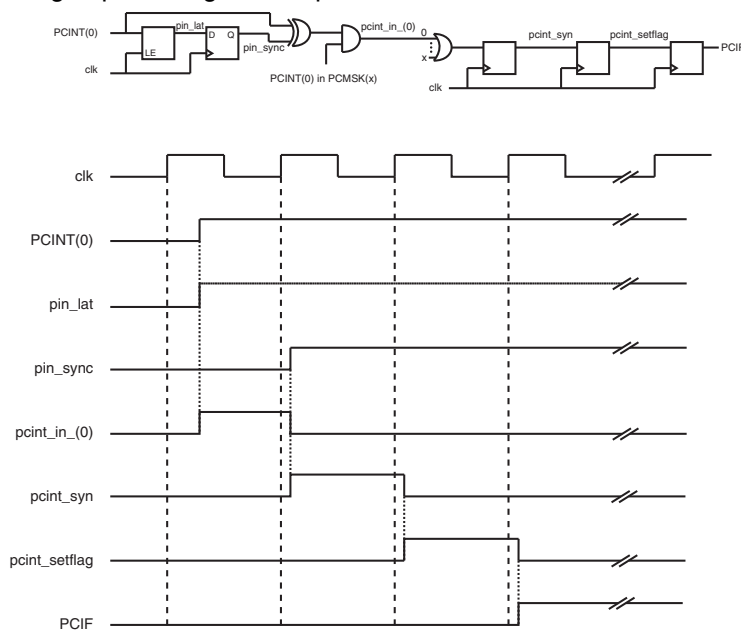 PCINT(0)
LE
pin_lat
D Q
pin_sync
PCINT(0) in PCMSK(x)
pcint_in_(0)
0
x
pcint_syn
pcint_setflag
PCIF
clk
clk
clk
PCINT(0)
pin_lat
pin_sync
pcint_in_(0)
pcint_syn
pcint_setflag
PCIF